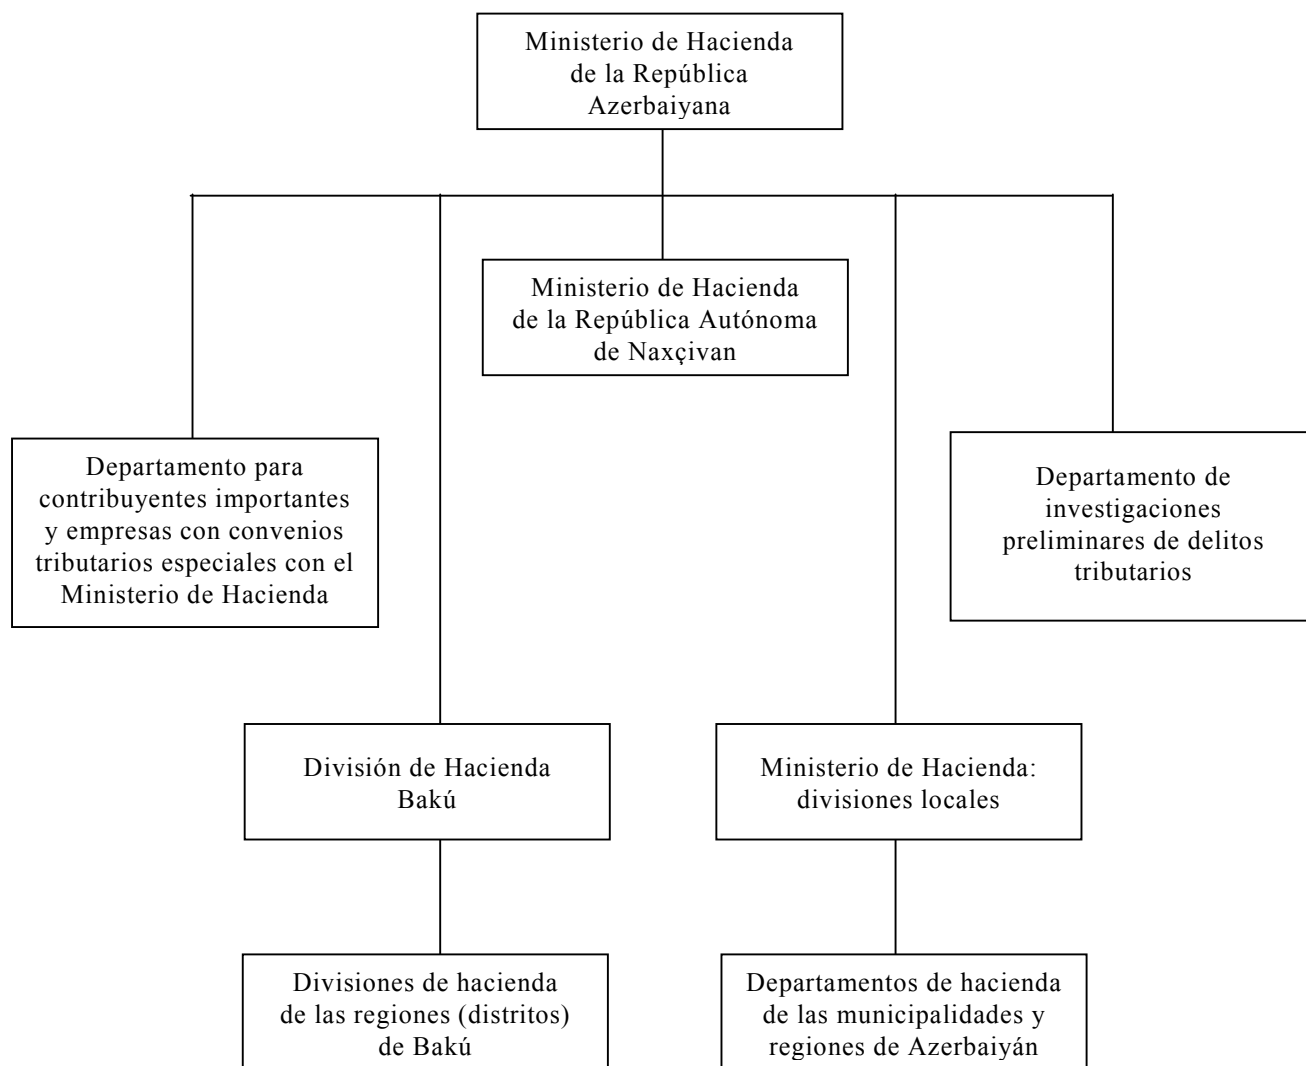 Ministerio de Hacienda
de la República
Azerbaiyana
Ministerio de Hacienda
de la República Autónoma
de Naxçivan
Departamento para
contribuyentes importantes
y empresas con convenios
tributarios especiales con el
Ministerio de Hacienda
Departamento de
investigaciones
preliminares de delitos
tributarios
División de Hacienda
Bakú
Ministerio de Hacienda:
divisiones locales
Divisiones de hacienda
de las regiones (distritos)
de Bakú
Departamentos de hacienda
de las municipalidades y
regiones de Azerbaiyán